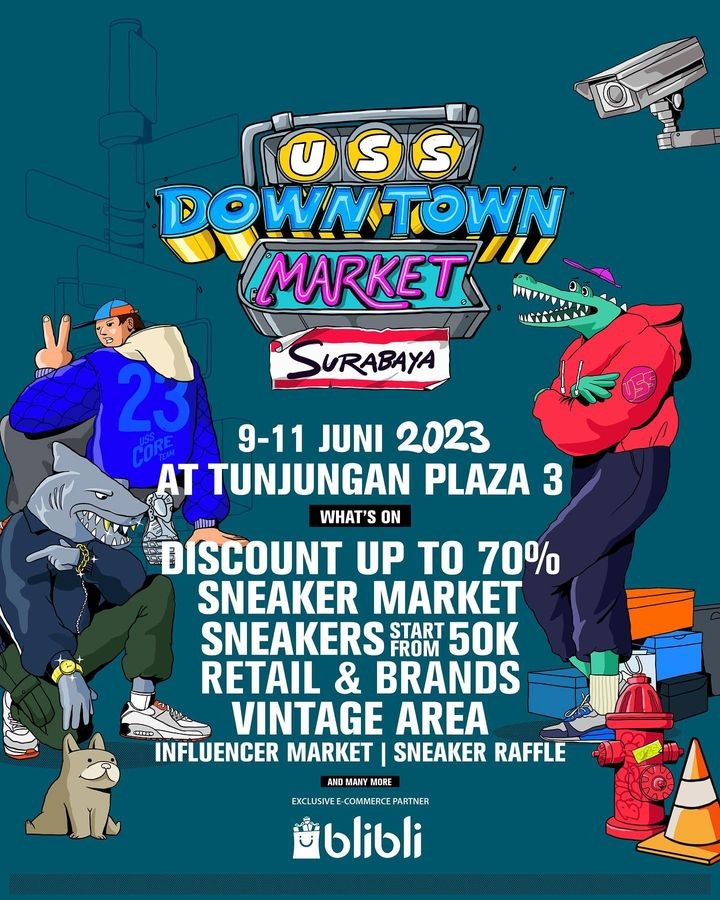 USS
DOWNTOWN
MARKET
SURABAYA
23
USS
CORE
TEAM
USS
9-11 JUNI 2023
AT TUNJUNGAN PLAZA 3
WHAT'S ON
DISCOUNT UP TO 70%
SNEAKER MARKET
SNEAKERS START FROM 50K
RETAIL & BRANDS
VINTAGE AREA
INFLUENCER MARKET | SNEAKER RAFFLE
AND MANY MORE
EXCLUSIVE E-COMMERCE PARTNER
blibli